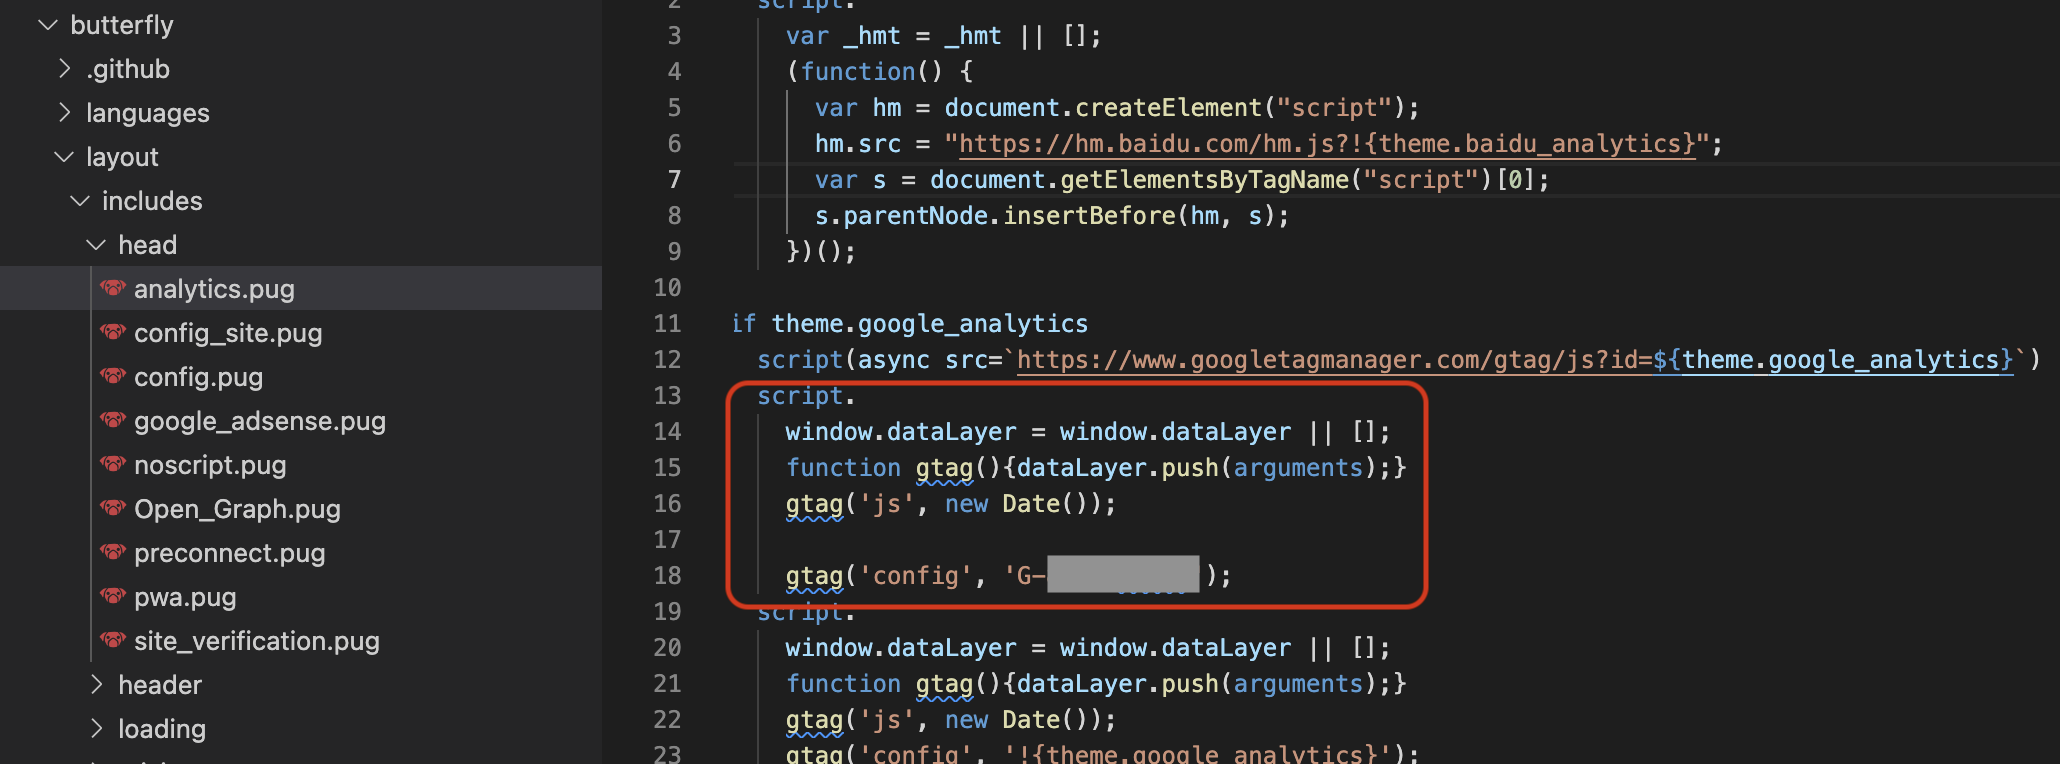 butterfly
.github
languages
layout
includes
head
analytics.pug
config_site.pug
config.pug
google_adsense.pug
noscript.pug
Open_Graph.pug
preconnect.pug
pwa.pug
site_verification.pug
header
loading
2 script.
3 var _hmt = _hmt || [];
4 (function() {
5 var hm = document.createElement("script");
6 hm.src = "https://hm.baidu.com/hm.js?!{theme.baidu_analytics}";
7 var s = document.getElementsByTagName("script")[0];
8 s.parentNode.insertBefore(hm, s);
9 })();
10
11 if theme.google_analytics
12 script(async src=`https://www.googletagmanager.com/gtag/js?id=${theme.google_analytics}`)
13 script.
14 window.dataLayer = window.dataLayer || [];
15 function gtag(){dataLayer.push(arguments);}
16 gtag('js', new Date());
17
18 gtag('config', 'G- );
19 script.
20 window.dataLayer = window.dataLayer || [];
21 function gtag(){dataLayer.push(arguments);}
22 gtag('js', new Date());
23 gtag('config', '!{theme.google_analytics}');